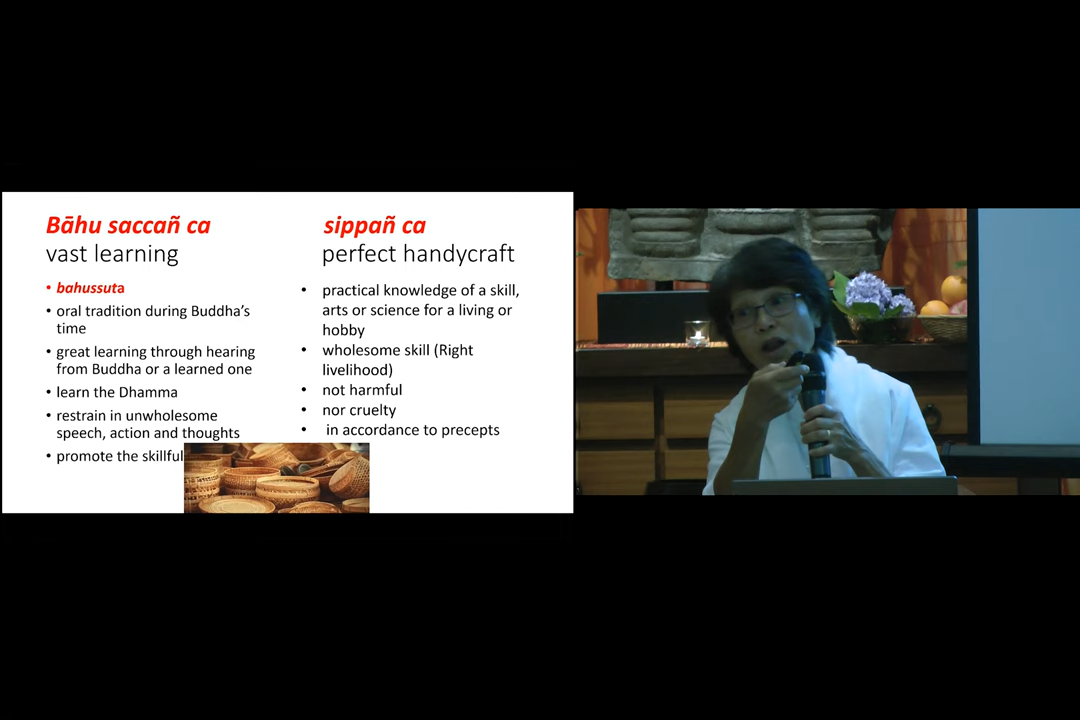 Bāhu saccañ ca
vast learning
• bahussuta
• oral tradition during Buddha's
time
• great learning through hearing
from Buddha or a learned one
• learn the Dhamma
• restrain in unwholesome
speech, action and thoughts
• promote the skillful
sippañ ca
perfect handycraft
• practical knowledge of a skill,
arts or science for a living or
hobby
• wholesome skill (Right
livelihood)
• not harmful
• nor cruelty
• in accordance to precepts